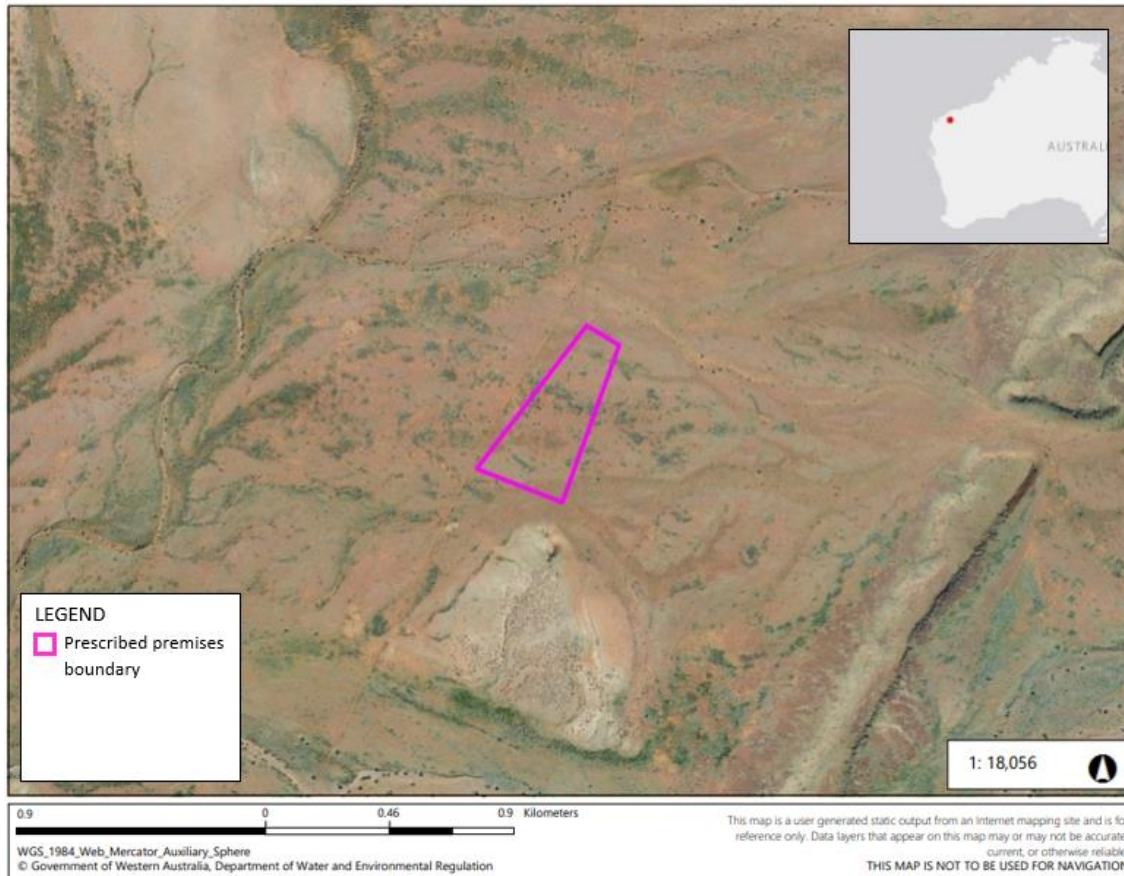 AUSTRALI
LEGEND
Prescribed premises
boundary
1: 18,056
0.9 0 0.46 0.9 Kilometers
WGS_1984_Web_Mercator_Auxiliary_Sphere
© Government of Western Australia, Department of Water and Environmental Regulation
This map is a user generated static output from an Internet mapping site and is fo
reference only. Data layers that appear on this map may or may not be accurate
current, or otherwise reliable
THIS MAP IS NOT TO BE USED FOR NAVIGATION